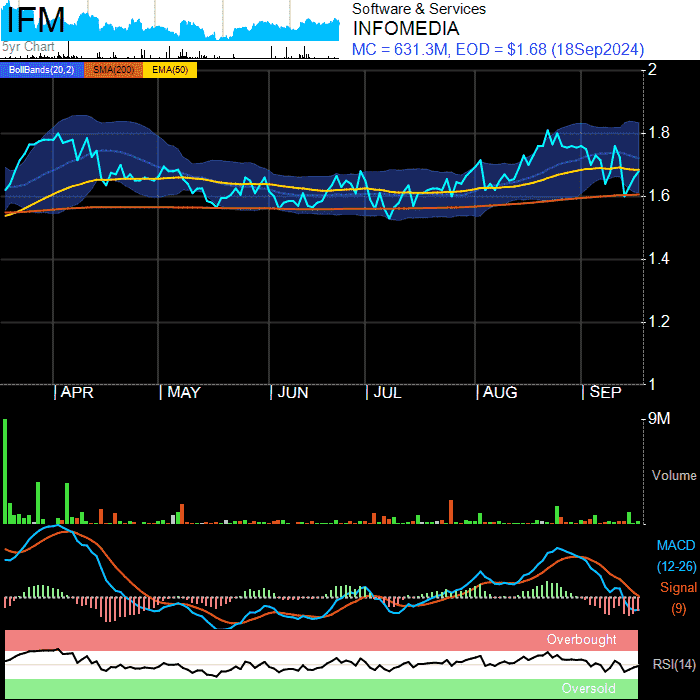 IFM
5yr Chart
Software & Services
INFOMEDIA
MC = 631.3M, EOD = $1.68 (18Sep2024)
BollBands(20,2) SMA(200) EMA(50)
2
1.8
1.6
1.4
1.2
1
APR MAY JUN JUL AUG SEP
9M
Volume
MACD
(12-26)
Signal
(9)
Overbought
RSI(14)
Oversold